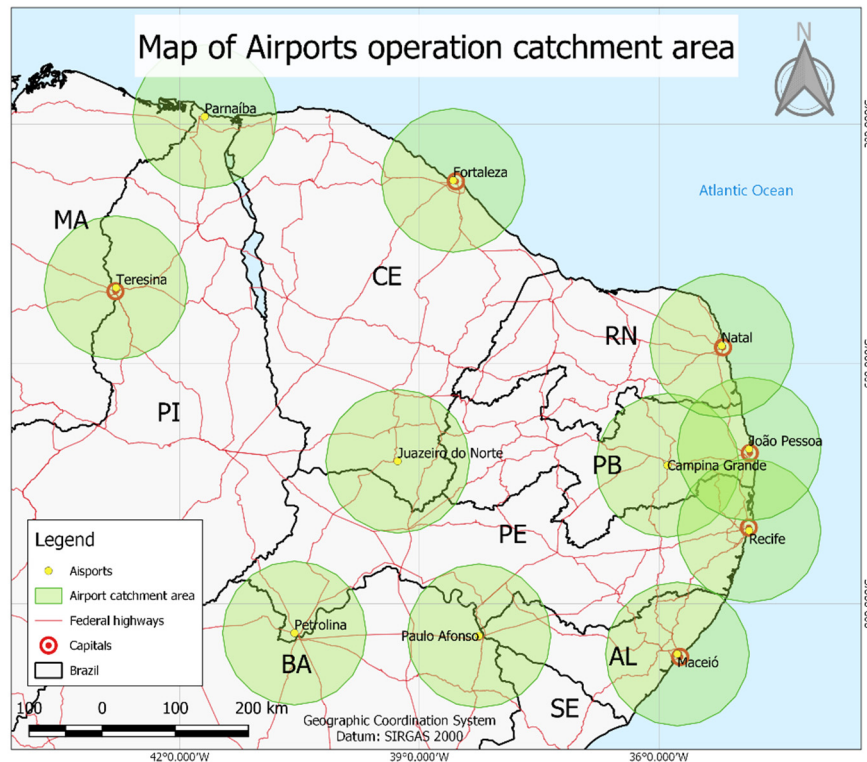 Map of Airports operation catchment area
N
Parnaíba
Fortaleza
Atlantic Ocean
MA
Teresina
CE
RN
Natal
PI
João Pessoa
Juazeiro do Norte
PB
Campina Grande
PE
Recife
Legend
Aisports
Airport catchment area
Federal highways
Capitals
Brazil
Petrolina
Paulo Afonso
BA
AL
Maceió
SE
100 0 100 200 km
Geographic Coordination System
Datum: SIRGAS 2000
42°0.000'W 39°0.000'W 36°0.000'W